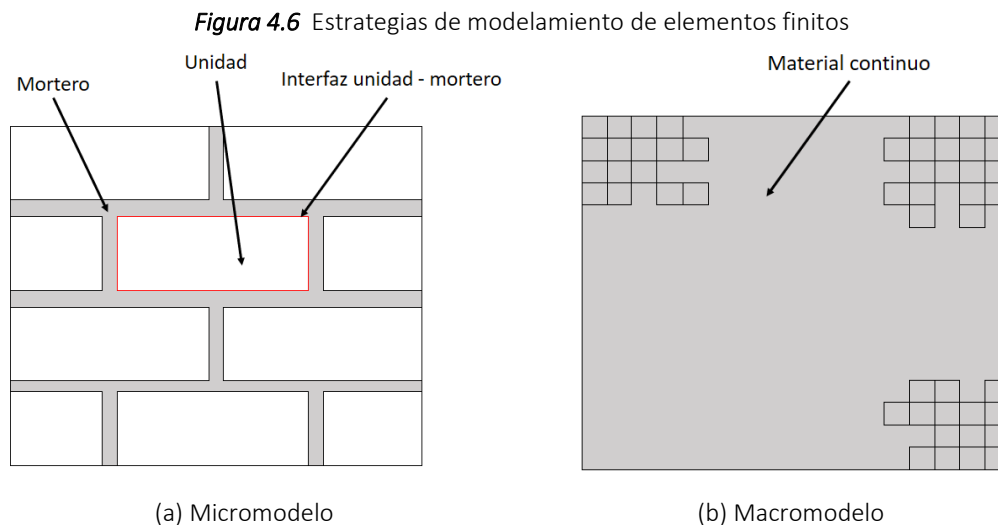 Figura 4.6 Estrategias de modelamiento de elementos finitos
Mortero
Unidad
Interfaz unidad - mortero
Material continuo
(a) Micromodelo
(b) Macromodelo